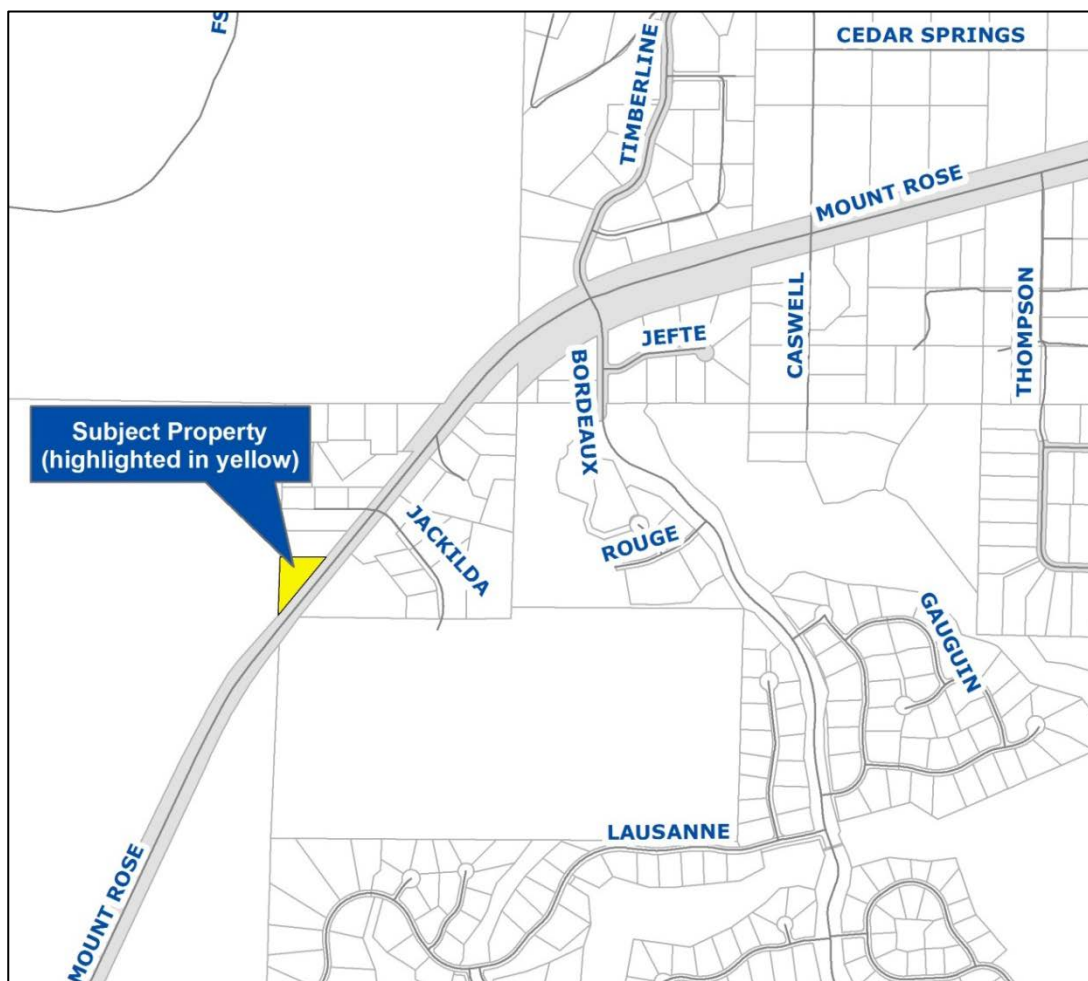 FS
CEDAR SPRINGS
TIMBERLINE
MOUNT ROSE
CASWELL
THOMPSON
JEFTE
BORDEAUX
Subject Property
(highlighted in yellow)
JACKILDA
ROUGE
GAUGUIN
LAUSANNE
MOUNT ROSE